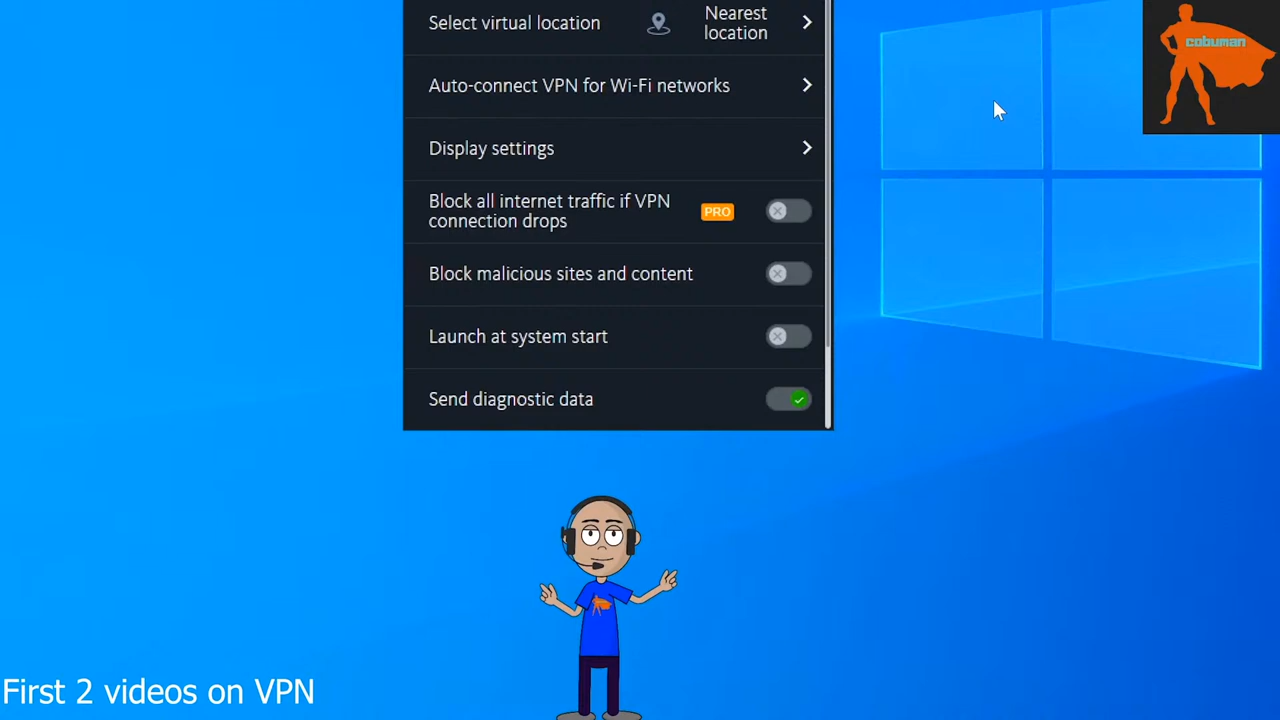 Select virtual location
Nearest
location
Auto-connect VPN for Wi-Fi networks
Display settings
Block all internet traffic if VPN
connection drops
PRO
Block malicious sites and content
Launch at system start
Send diagnostic data
cobuman
First 2 videos on VPN